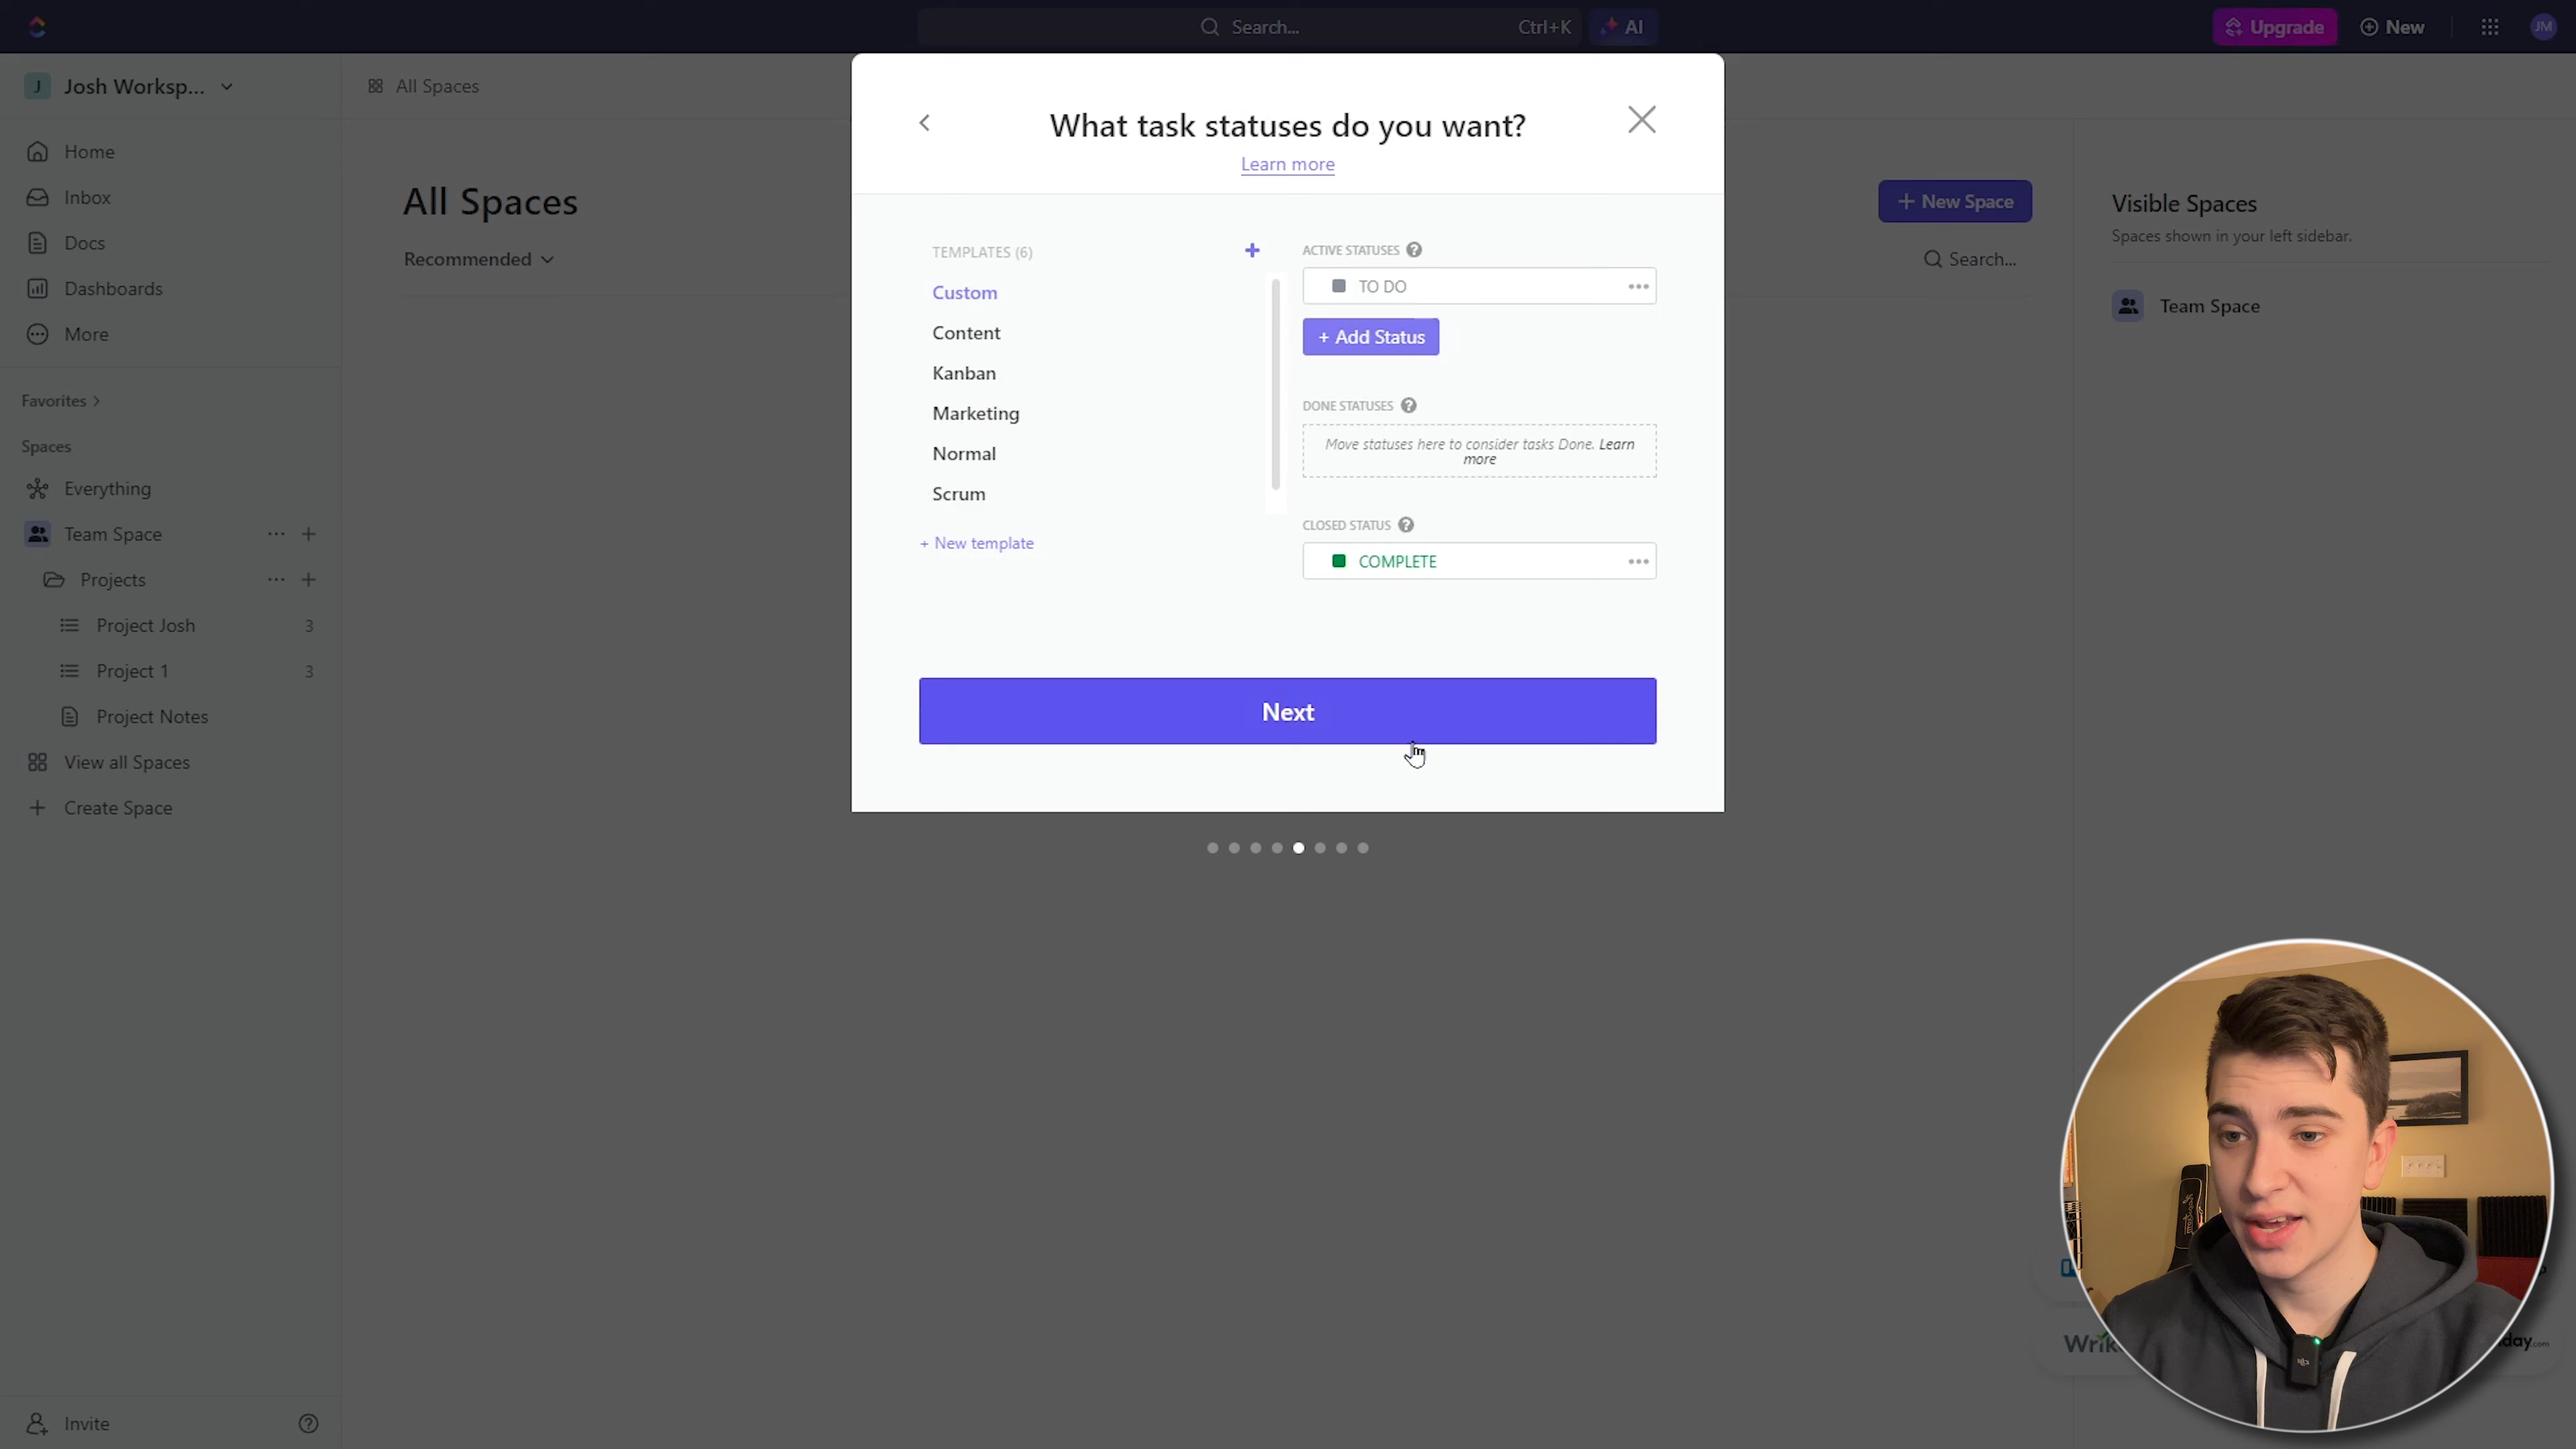 Search...
Ctrl+K
AI
Upgrade
New
JM
J
Josh Worksp...
All Spaces
Home
Inbox
Docs
Dashboards
More
Favorites
Spaces
Everything
Team Space
Projects
Project Josh
3
Project 1
3
Project Notes
View all Spaces
Create Space
Invite
All Spaces
Recommended
What task statuses do you want?
Learn more
TEMPLATES (6)
Custom
Content
Kanban
Marketing
Normal
Scrum
+ New template
ACTIVE STATUSES
TO DO
+ Add Status
DONE STATUSES
Move statuses here to consider tasks Done. Learn
more
CLOSED STATUS
COMPLETE
Next
+ New Space
Search...
Visible Spaces
Spaces shown in your left sidebar.
Team Space
Wrik
day.com